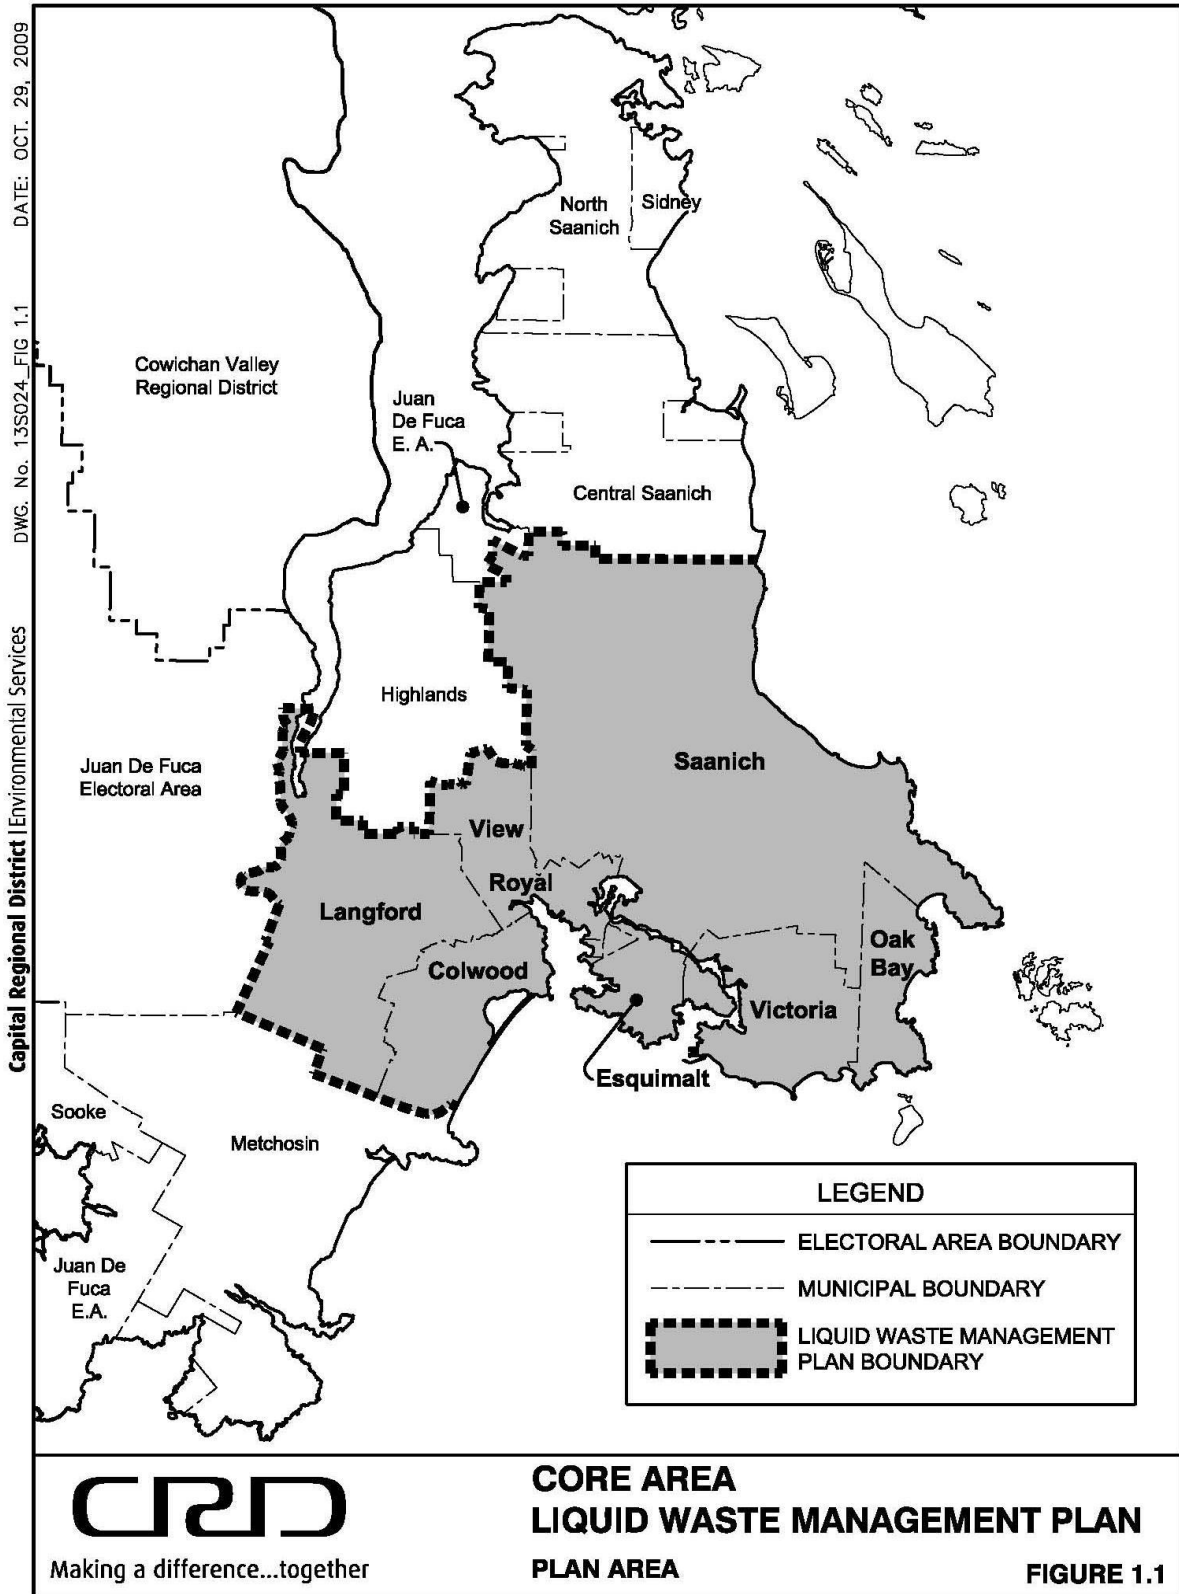 DWG. No. 13S024_FIG 1.1 DATE: OCT. 29, 2009
Capital Regional District | Environmental Services
North
Saanich
Sidney
Cowichan Valley
Regional District
Juan
De Fuca
E. A.
Central Saanich
Highlands
Juan De Fuca
Electoral Area
Saanich
View
Royal
Langford
Colwood
Oak
Bay
Victoria
Esquimalt
Sooke
Metchosin
Juan De
Fuca
E.A.
LEGEND
ELECTORAL AREA BOUNDARY
MUNICIPAL BOUNDARY
LIQUID WASTE MANAGEMENT
PLAN BOUNDARY
CRD
Making a difference...together
CORE AREA
LIQUID WASTE MANAGEMENT PLAN
PLAN AREA
FIGURE 1.1